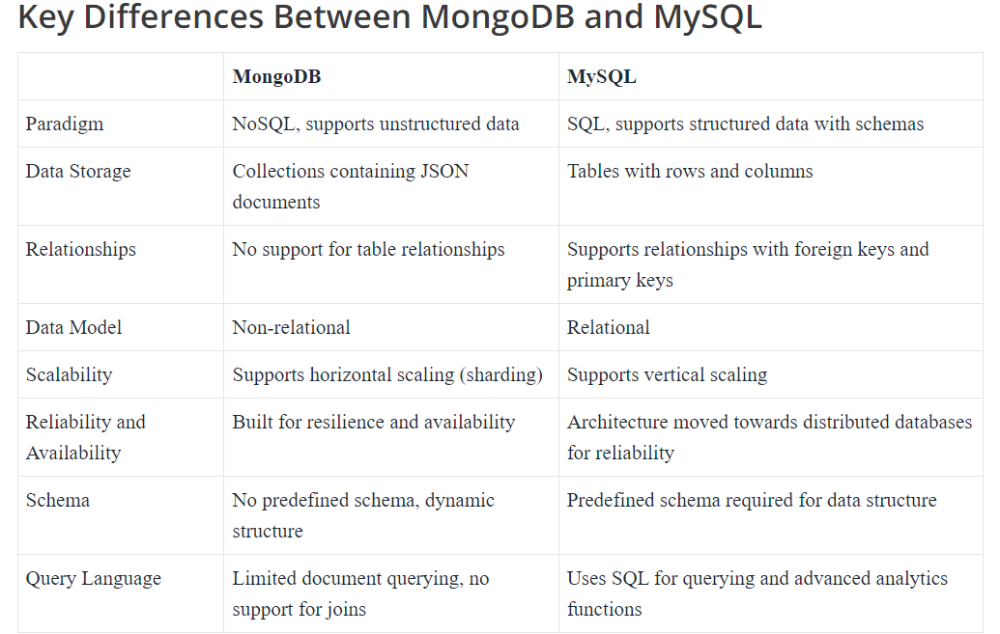 Key Differences Between MongoDB and MySQL
MongoDB MySQL
Paradigm NoSQL, supports unstructured data SQL, supports structured data with schemas
Data Storage Collections containing JSON Tables with rows and columns
documents
Relationships No support for table relationships Supports relationships with foreign keys and
primary keys
Data Model Non-relational Relational
Scalability Supports horizontal scaling (sharding) Supports vertical scaling
Reliability and Built for resilience and availability Architecture moved towards distributed databases
Availability for reliability
Schema No predefined schema, dynamic Predefined schema required for data structure
structure
Query Language Limited document querying, no Uses SQL for querying and advanced analytics
support for joins functions